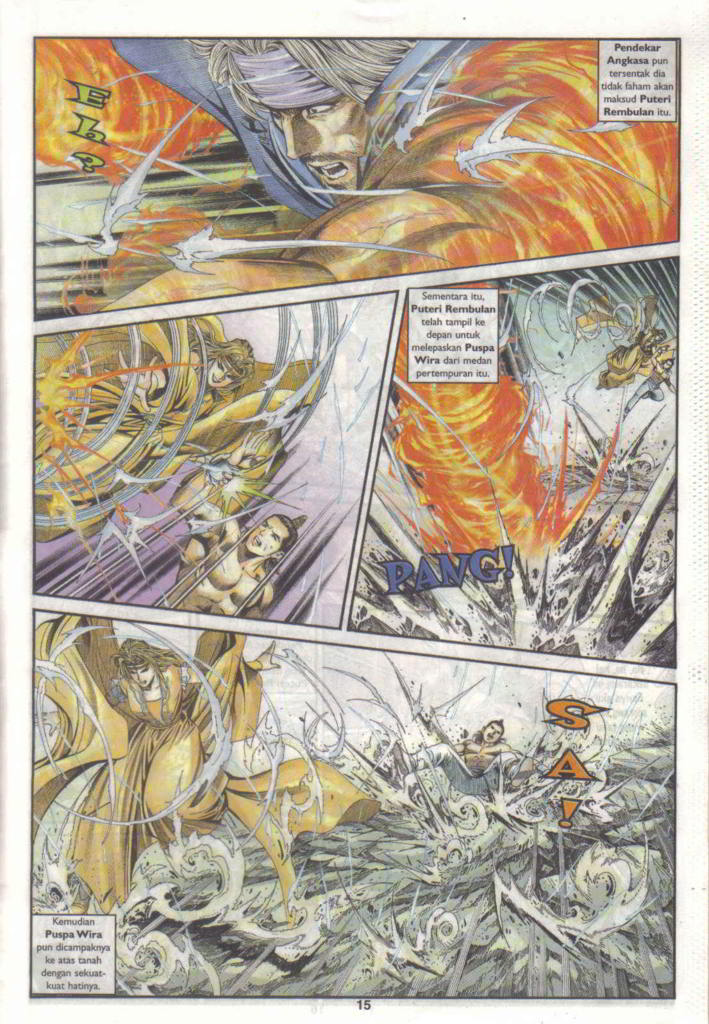 Pendekar
Angkasa pun
tersentak dia
tidak faham akan
maksud Puteri
Rembulan itu.
Eh?
Sementara itu,
Puteri Rembulan
telah tampil ke
depan untuk
melepaskan Puspa
Wira dari medan
pertempuran itu.
PANG!
SA!
Kemudian
Puspa Wira
pun dicampaknya
ke atas tanah
dengan sekuat-
kuat hatinya.
15